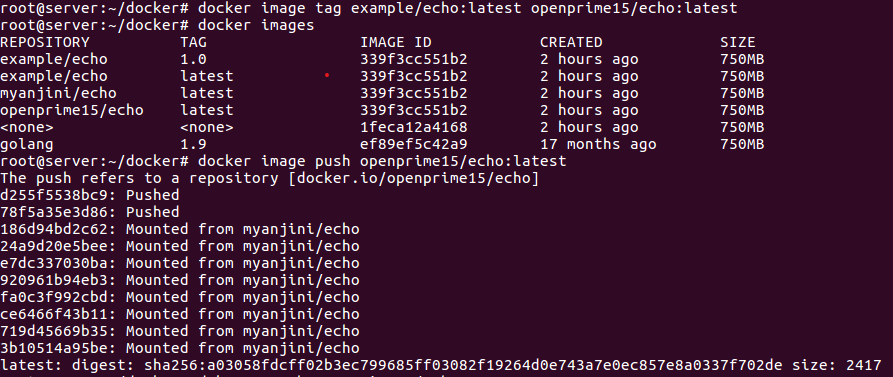 root@server:~/docker# docker image tag example/echo:latest openprime15/echo:latest
root@server:~/docker# docker images
REPOSITORY TAG IMAGE ID CREATED SIZE
example/echo 1.0 339f3cc551b2 2 hours ago 750MB
example/echo latest 339f3cc551b2 2 hours ago 750MB
myanjini/echo latest 339f3cc551b2 2 hours ago 750MB
openprime15/echo latest 339f3cc551b2 2 hours ago 750MB
<none> <none> 1feca12a4168 2 hours ago 750MB
golang 1.9 ef89ef5c42a9 17 months ago 750MB
root@server:~/docker# docker image push openprime15/echo:latest
The push refers to a repository [docker.io/openprime15/echo]
d255f5538bc9: Pushed
78f5a35e3d86: Pushed
186d94bd2c62: Mounted from myanjini/echo
24a9d20e5bee: Mounted from myanjini/echo
e7dc337030ba: Mounted from myanjini/echo
920961b94eb3: Mounted from myanjini/echo
fa0c3f992cbd: Mounted from myanjini/echo
ce6466f43b11: Mounted from myanjini/echo
719d45669b35: Mounted from myanjini/echo
3b10514a95be: Mounted from myanjini/echo
latest: digest: sha256:a03058fdcff02b3ec799685ff03082f19264d0e743a7e0ec857e8a0337f702de size: 2417